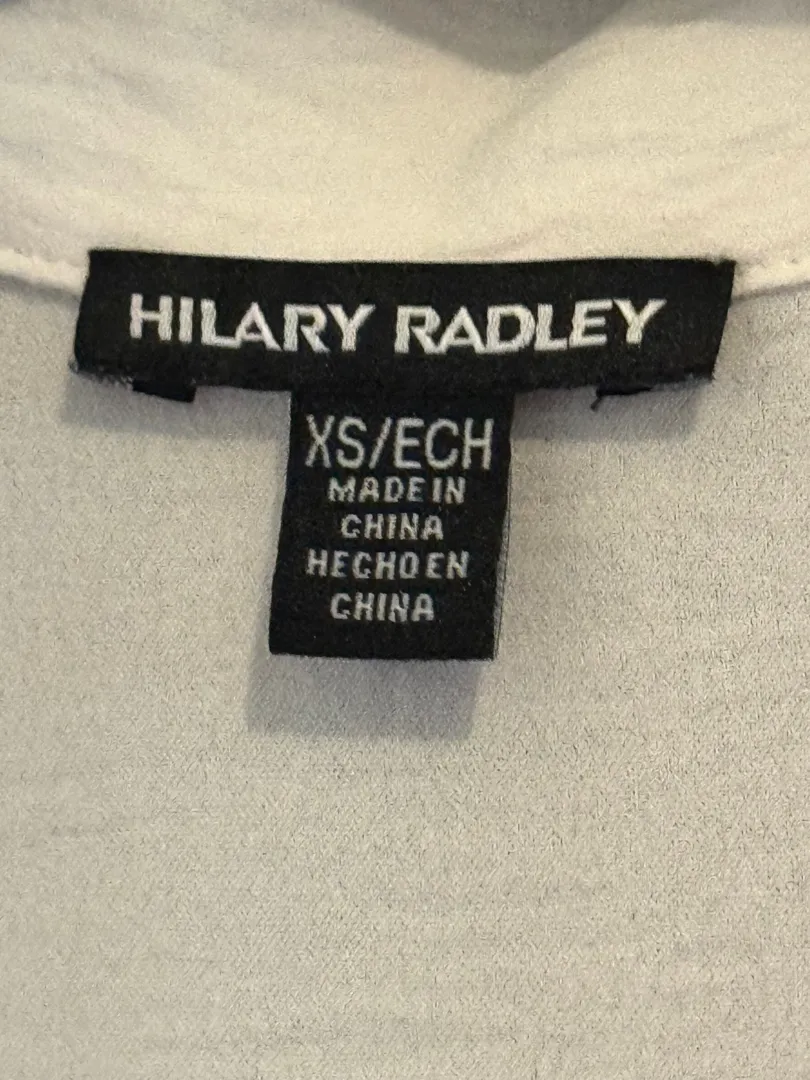 HILARY RADLEY
XS/ECH
MADE IN
CHINA
HECHO EN
CHINA